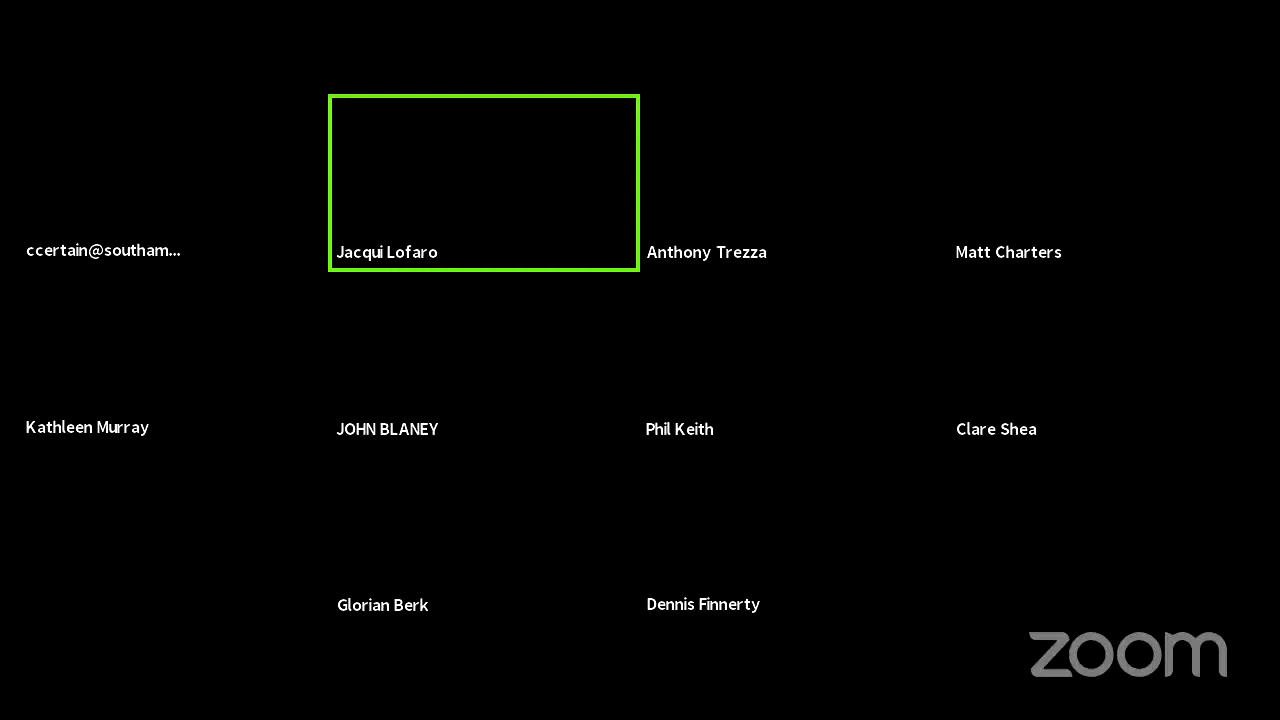 ccertain@southam...
Jacqui Lofaro
Anthony Trezza
Matt Charters
Kathleen Murray
JOHN BLANEY
Phil Keith
Clare Shea
Glorian Berk
Dennis Finnerty
zoom